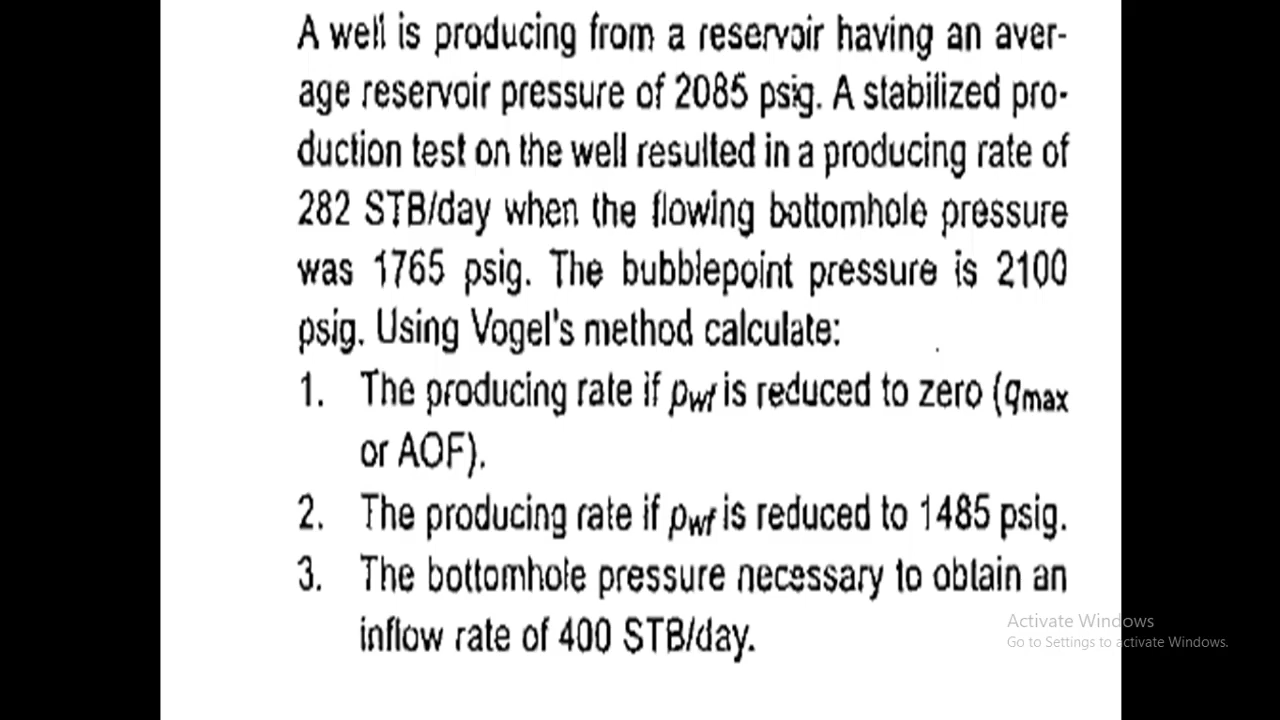 A well is producing from a reservoir having an aver-
age reservoir pressure of 2085 psig. A stabilized pro-
duction test on the well resulted in a producing rate of
282 STB/day when the flowing bottomhole pressure
was 1765 psig. The bubblepoint pressure is 2100
psig. Using Vogel's method calculate:
1. The producing rate if pwf is reduced to zero (qmax
or AOF).
2. The producing rate if pwf is reduced to 1485 psig.
3. The bottomhole pressure necessary to obtain an
inflow rate of 400 STB/day.
Activate Windows
Go to Settings to activate Windows.